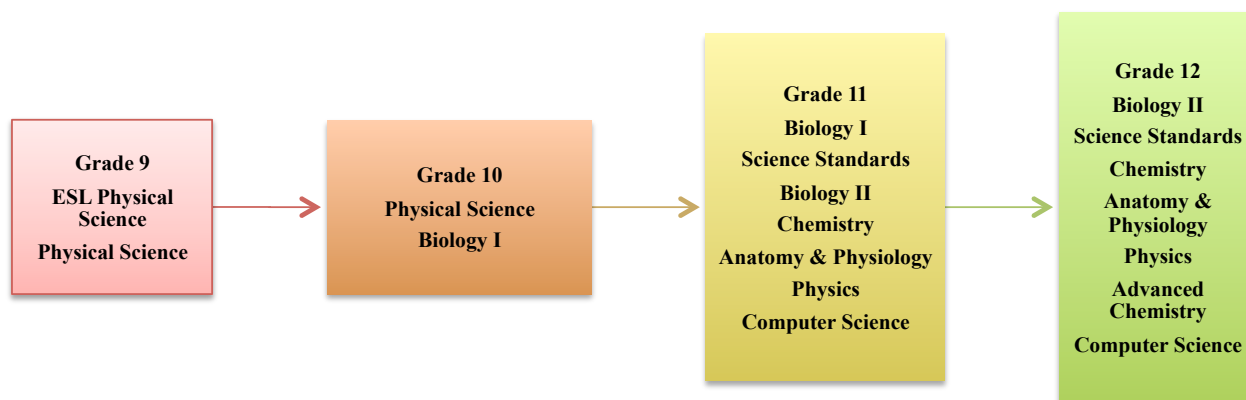 Grade 9
ESL Physical
Science
Physical Science
Grade 10
Physical Science
Biology I
Grade 11
Biology I
Science Standards
Biology II
Chemistry
Anatomy & Physiology
Physics
Computer Science
Grade 12
Biology II
Science Standards
Chemistry
Anatomy &
Physiology
Physics
Advanced
Chemistry
Computer Science